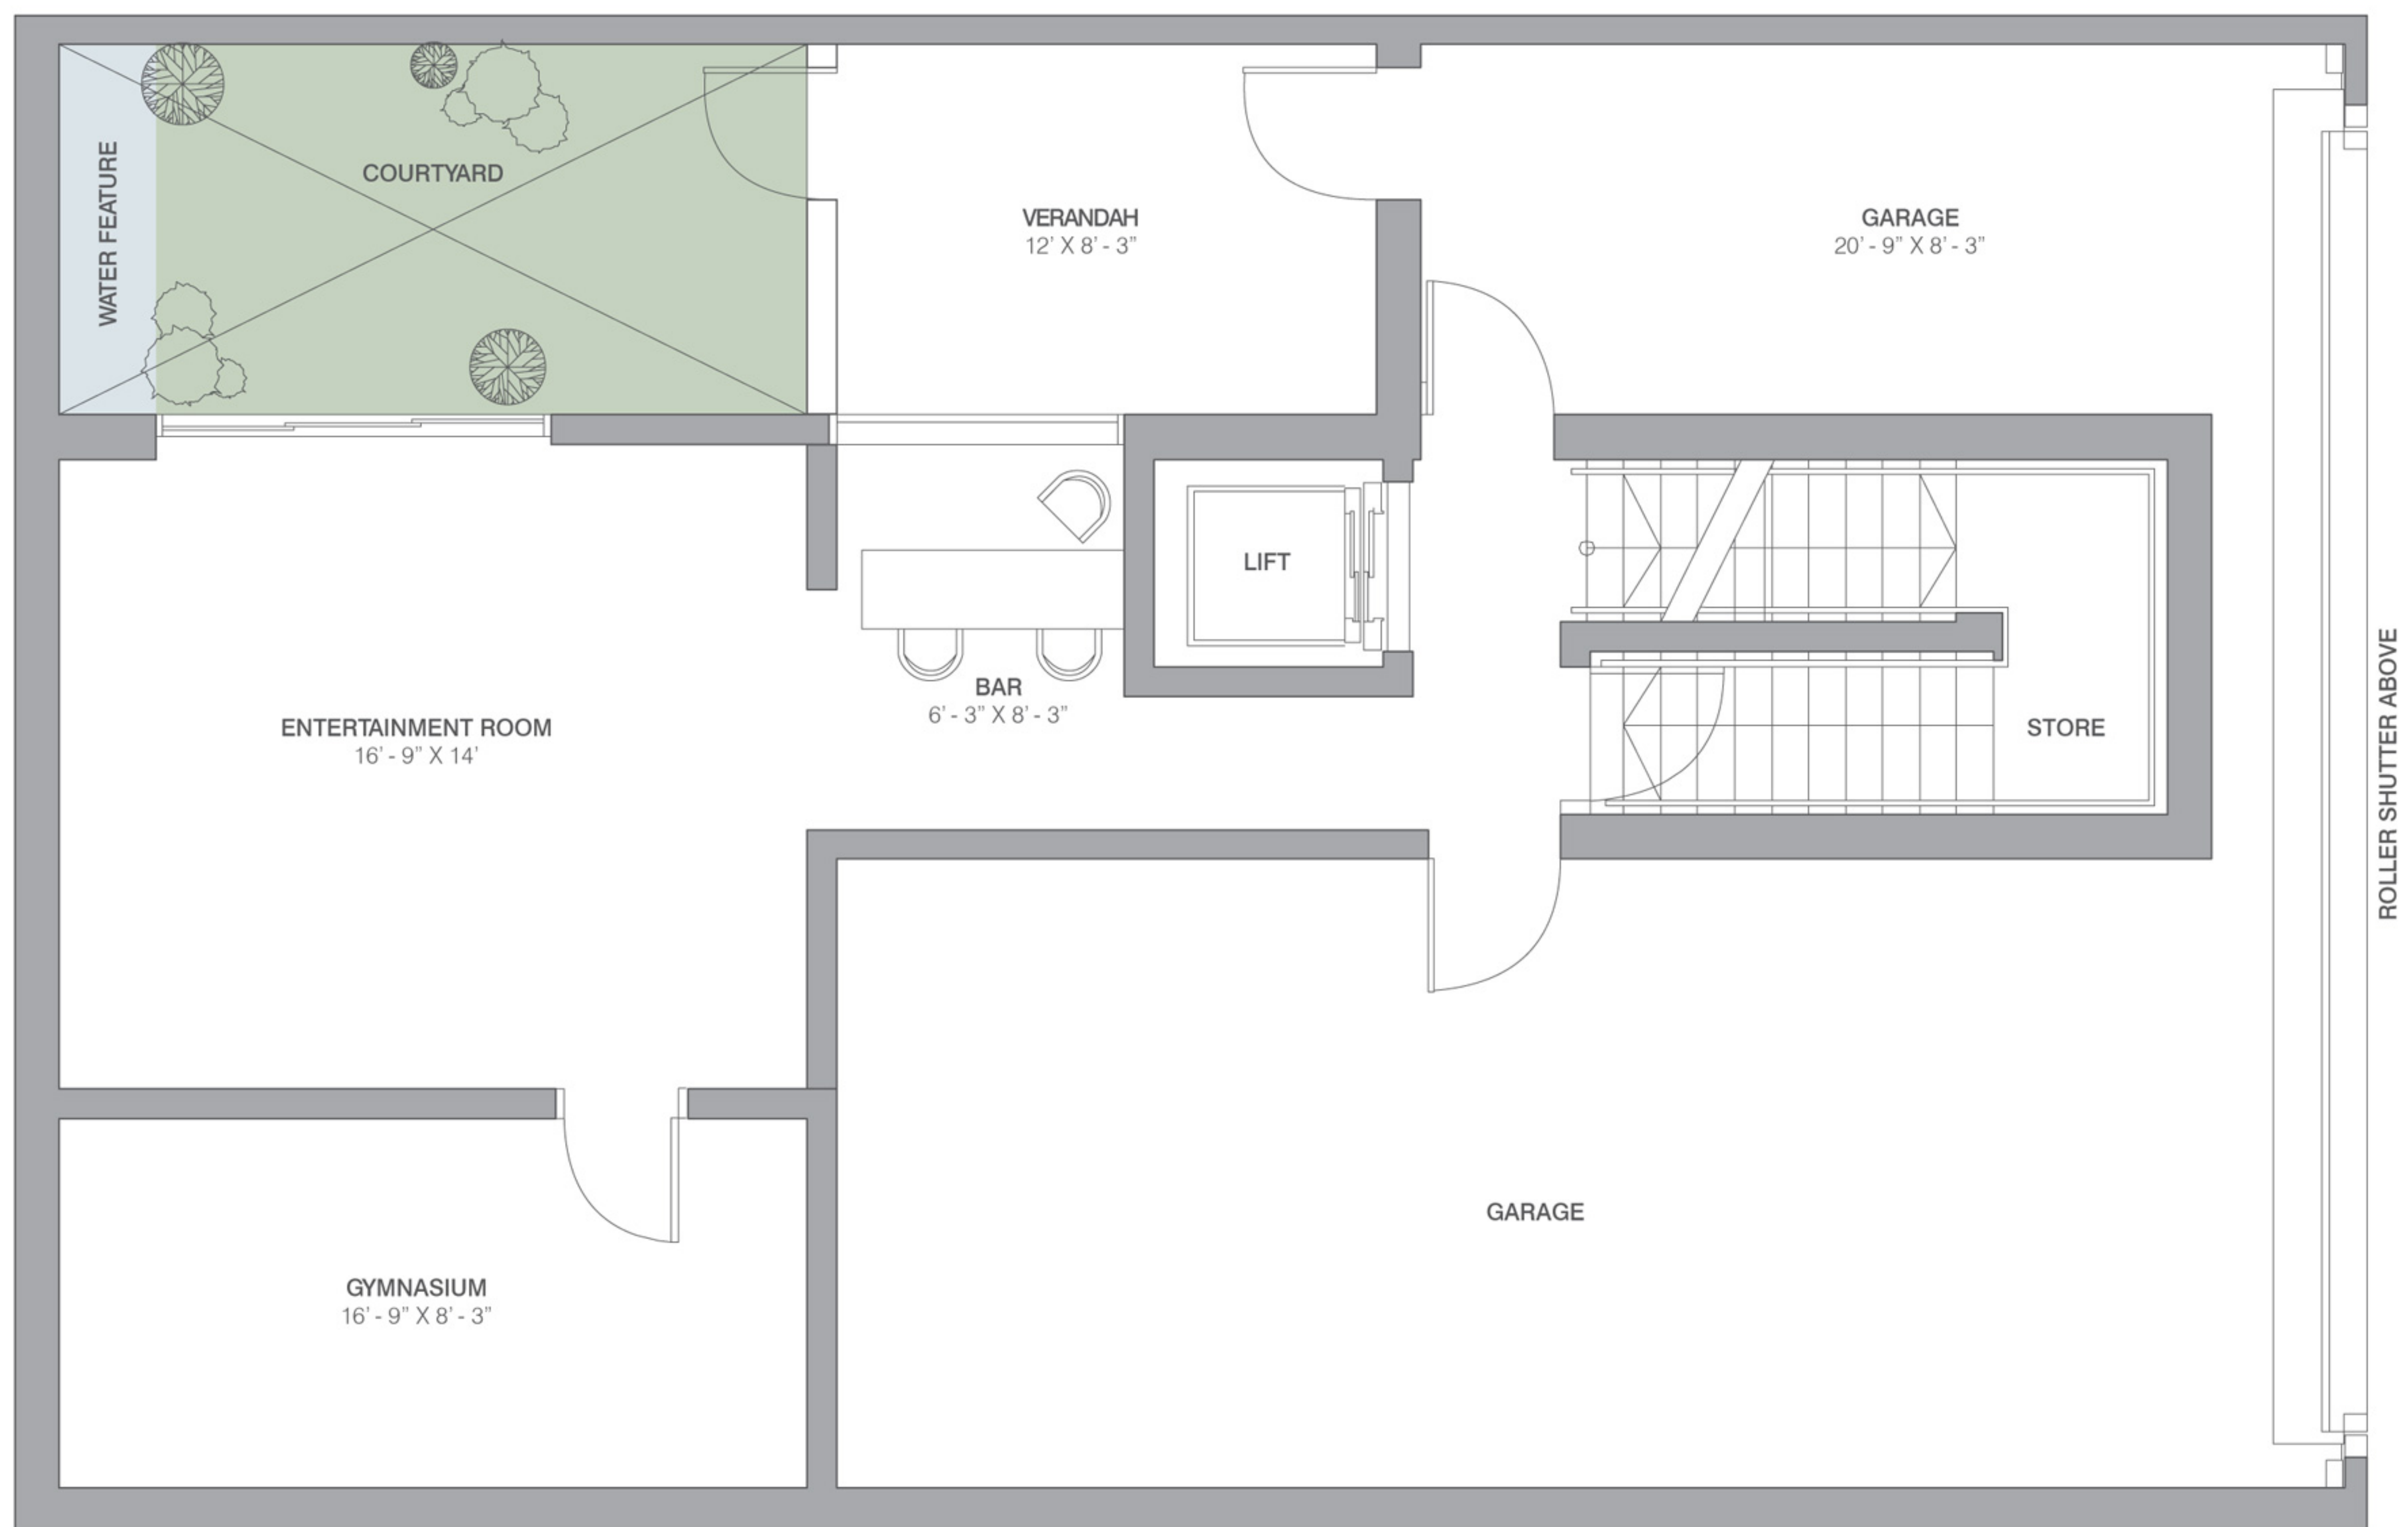 WATER FEATURE
COURTYARD
VERANDAH
12' X 8' - 3"
GARAGE
20' - 9" X 8' - 3"
LIFT
BAR
6' - 3" X 8' - 3"
ENTERTAINMENT ROOM
16' - 9" X 14'
STORE
ROLLER SHUTTER ABOVE
GARAGE
GYMNASIUM
16' - 9" X 8' - 3"